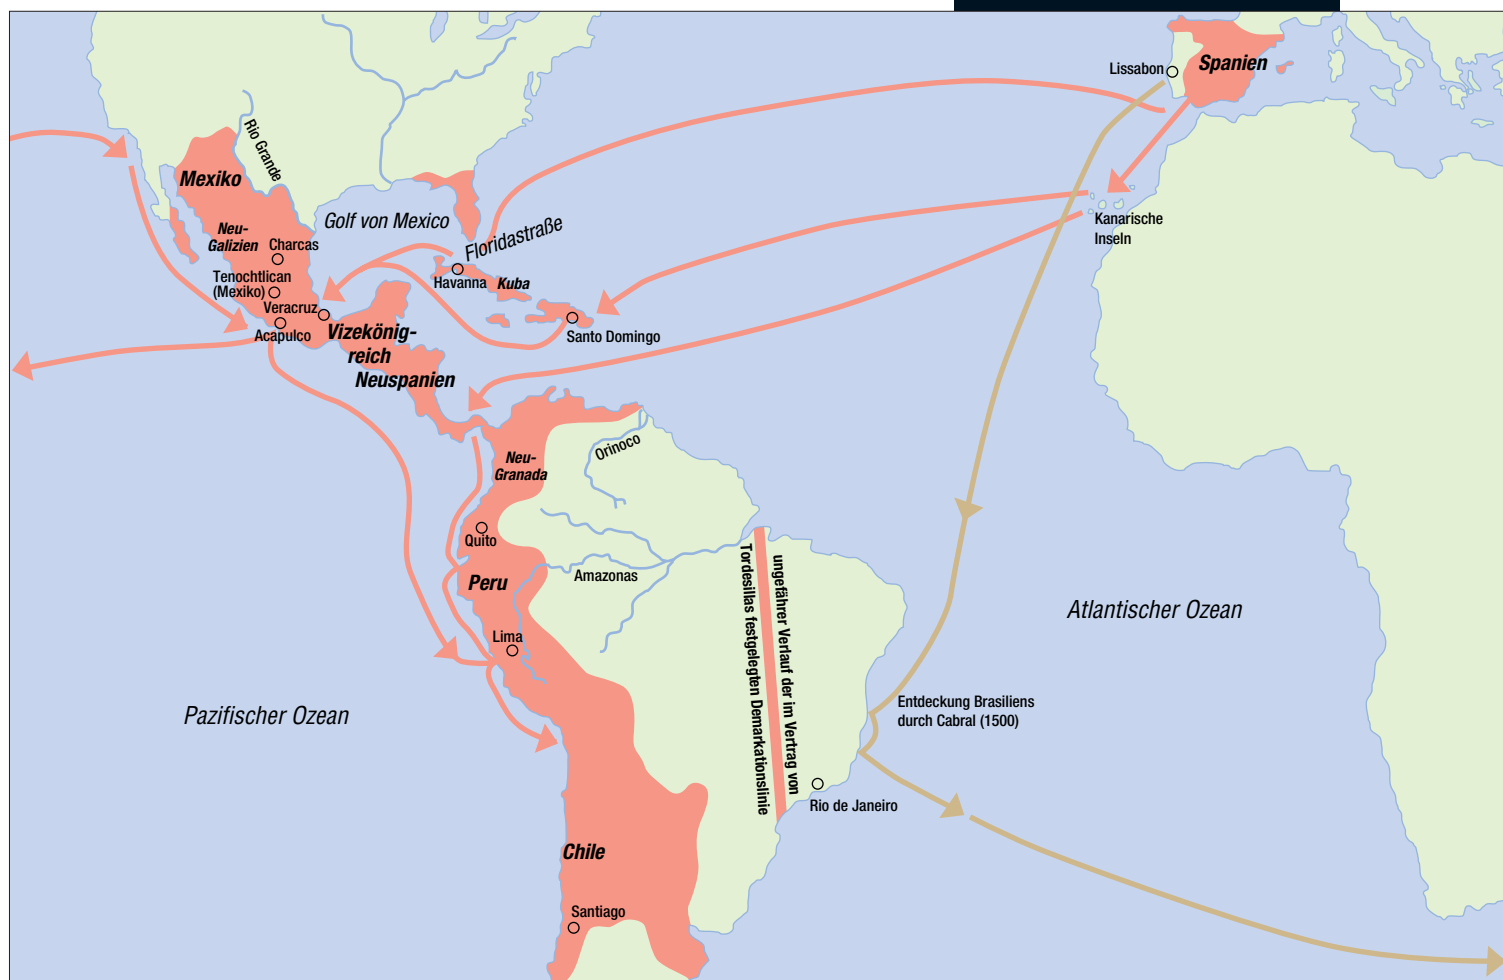 Lissabon
Spanien
Rio Grande
Mexiko
Golf von Mexico
Floridastraße
Kanarische
Inseln
Neu-
Galizien
Charcas
Tenochtlican
(Mexiko)
Havanna
Kuba
Veracruz
Acapulco
Santo Domingo
Vizekönig-
reich
Neuspanien
Orinoco
Neu-
Granada
Quito
Peru
Amazonas
ungefährer Verlauf der im Vertrag von
Tordesillas festgelegten Demarkationslinie
Atlantischer Ozean
Lima
Pazifischer Ozean
Entdeckung Brasiliens
durch Cabral (1500)
Rio de Janeiro
Chile
Santiago